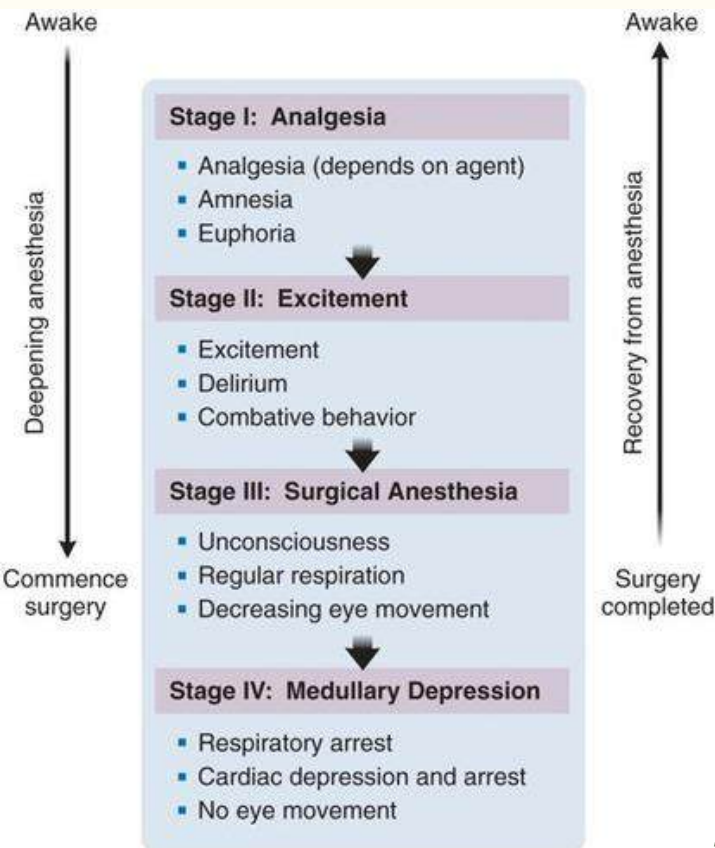 Awake
Awake
Deepening anesthesia
Stage I: Analgesia
▪ Analgesia (depends on agent)
▪ Amnesia
▪ Euphoria
Stage II: Excitement
▪ Excitement
▪ Delirium
▪ Combative behavior
Stage III: Surgical Anesthesia
▪ Unconsciousness
▪ Regular respiration
▪ Decreasing eye movement
Stage IV: Medullary Depression
▪ Respiratory arrest
▪ Cardiac depression and arrest
▪ No eye movement
Commence
surgery
Recovery from anesthesia
Surgery
completed